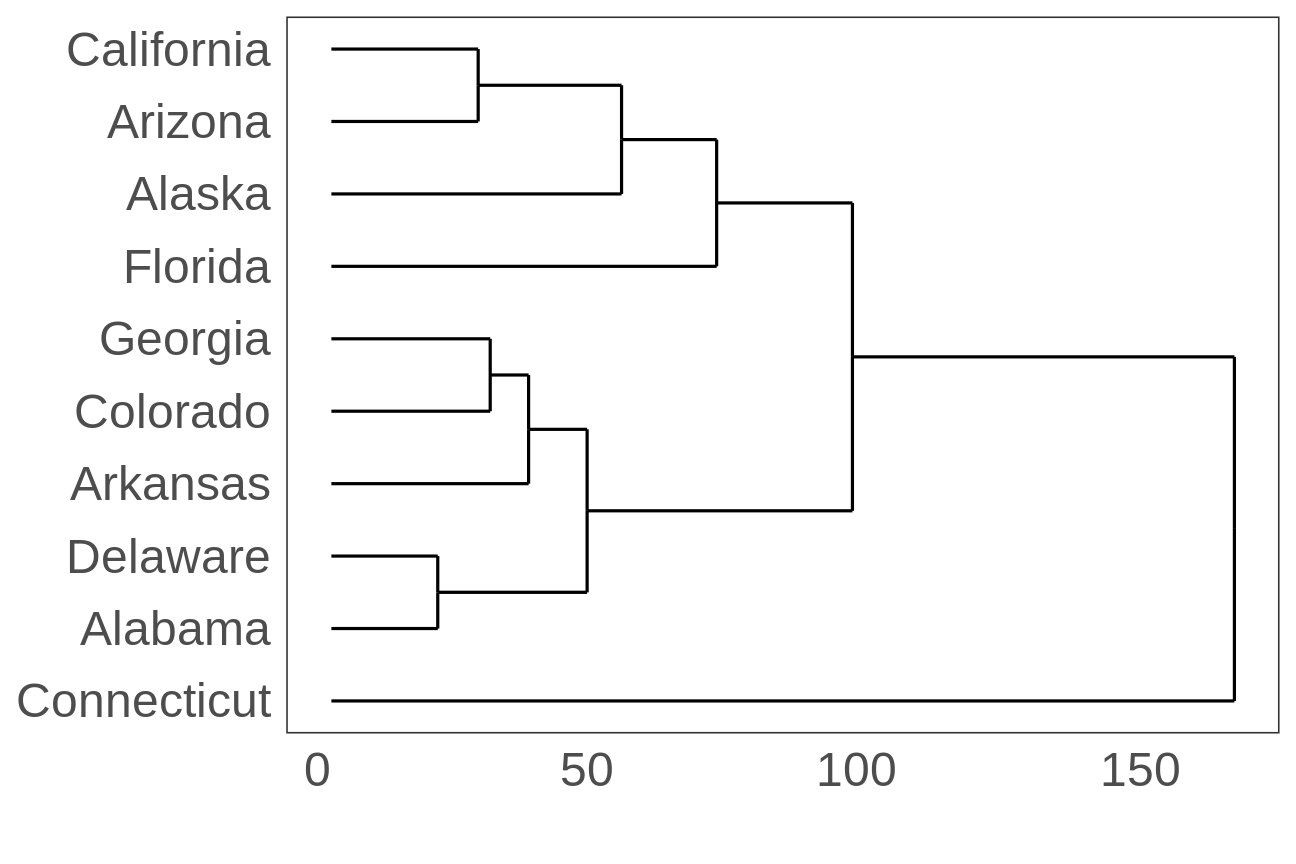 California
Arizona
Alaska
Florida
Georgia
Colorado
Arkansas
Delaware
Alabama
Connecticut
0 50 100 150